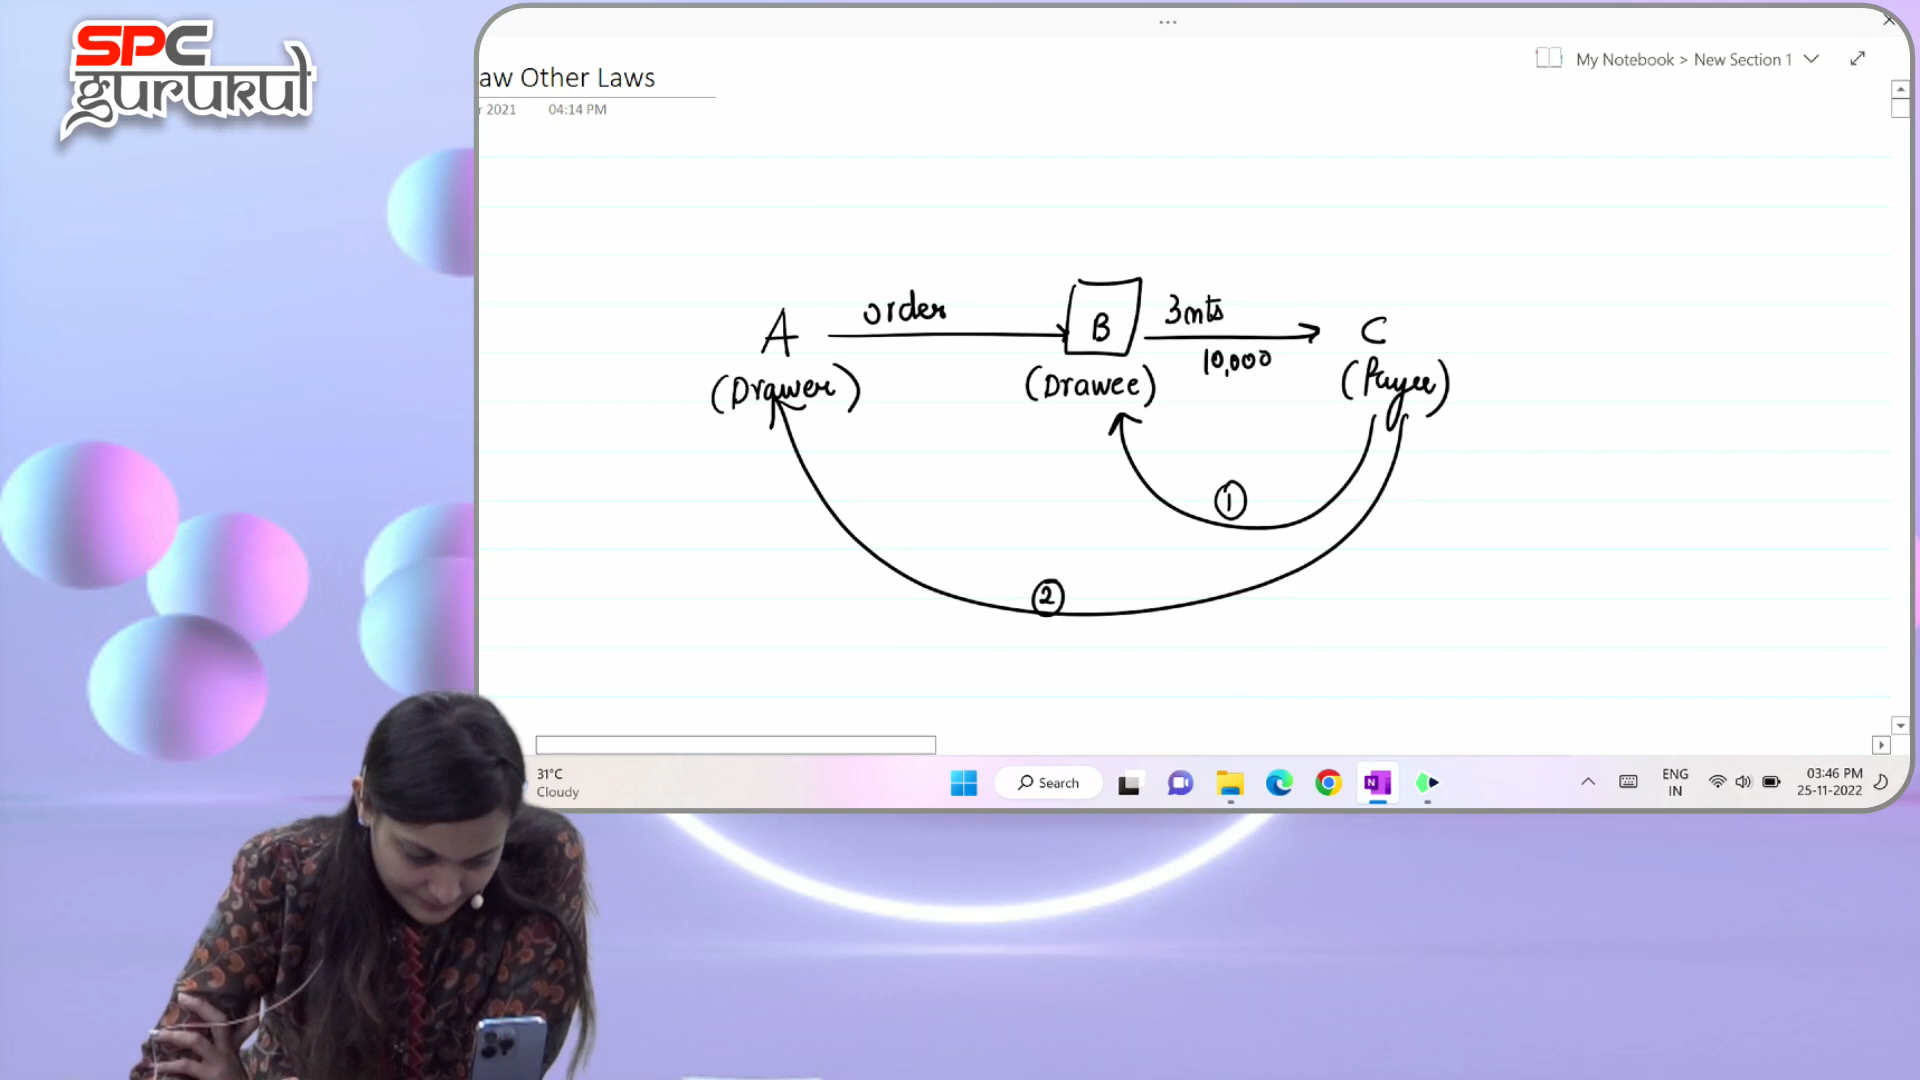 SPC
gurukul
My Notebook > New Section 1
aw Other Laws
r 2021 04:14 PM
order
3mts
A
B
C
10,000
(Drawer)
(Drawee)
(Payee)
1
2
31°C
Cloudy
Search
ENG
IN
03:46 PM
25-11-2022